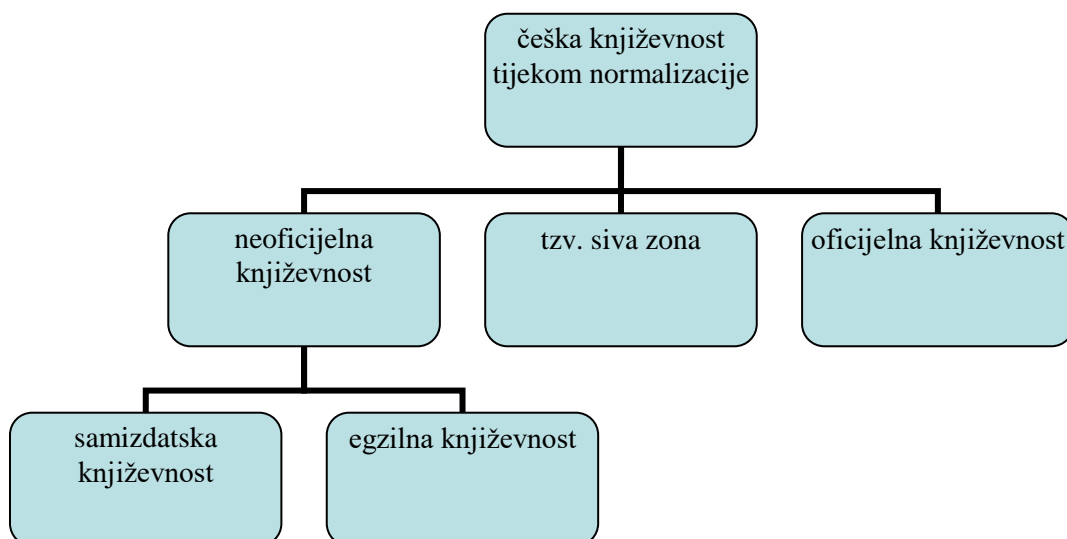 češka književnost
tijekom normalizacije
neoficijelna
književnost
tzv. siva zona
oficijelna književnost
samizdatska
književnost
egzilna književnost